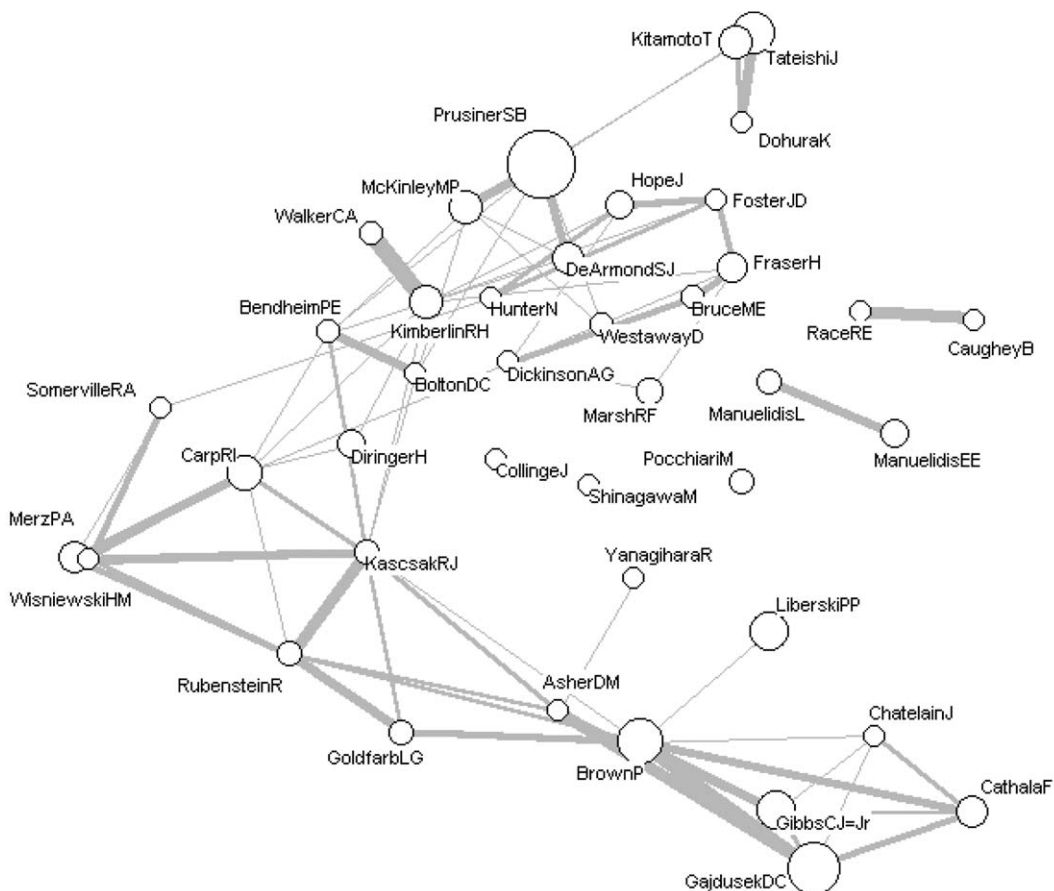 KitamotoT
TateishiJ
PrusinerSB
DohuraK
McKinleyMP
HopeJ
FosterJD
WalkerCA
DeArmondSJ
FraserH
BendheimPE
HunterN
BruceME
KimberlinRH
WestawayD
RaceRE
CaugheyB
SomervilleRA
BoltonDC
DickinsonAG
MarshRF
ManuelidisL
CarpRI
DiringerH
CollingeJ
PocchiariM
ManuelidisEE
ShinagawaM
MerzPA
KascsakRJ
YanagiharaR
WisniewskiHM
LiberskiPP
RubensteinR
AsherDM
ChatelainJ
GoldfarbLG
BrownP
CathalaF
GibbsCJ=Jr
GajdusekDC